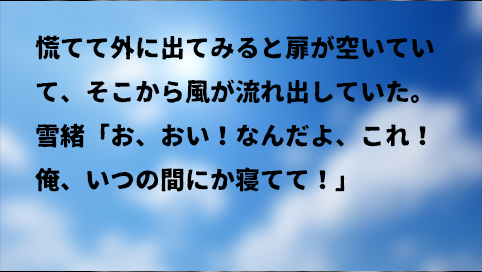 慌てて外に出てみると扉が空いてい
て、そこから風が流れ出していた。
雪緒「お、おい！なんだよ、これ！
俺、いつの間にか寝てて！」